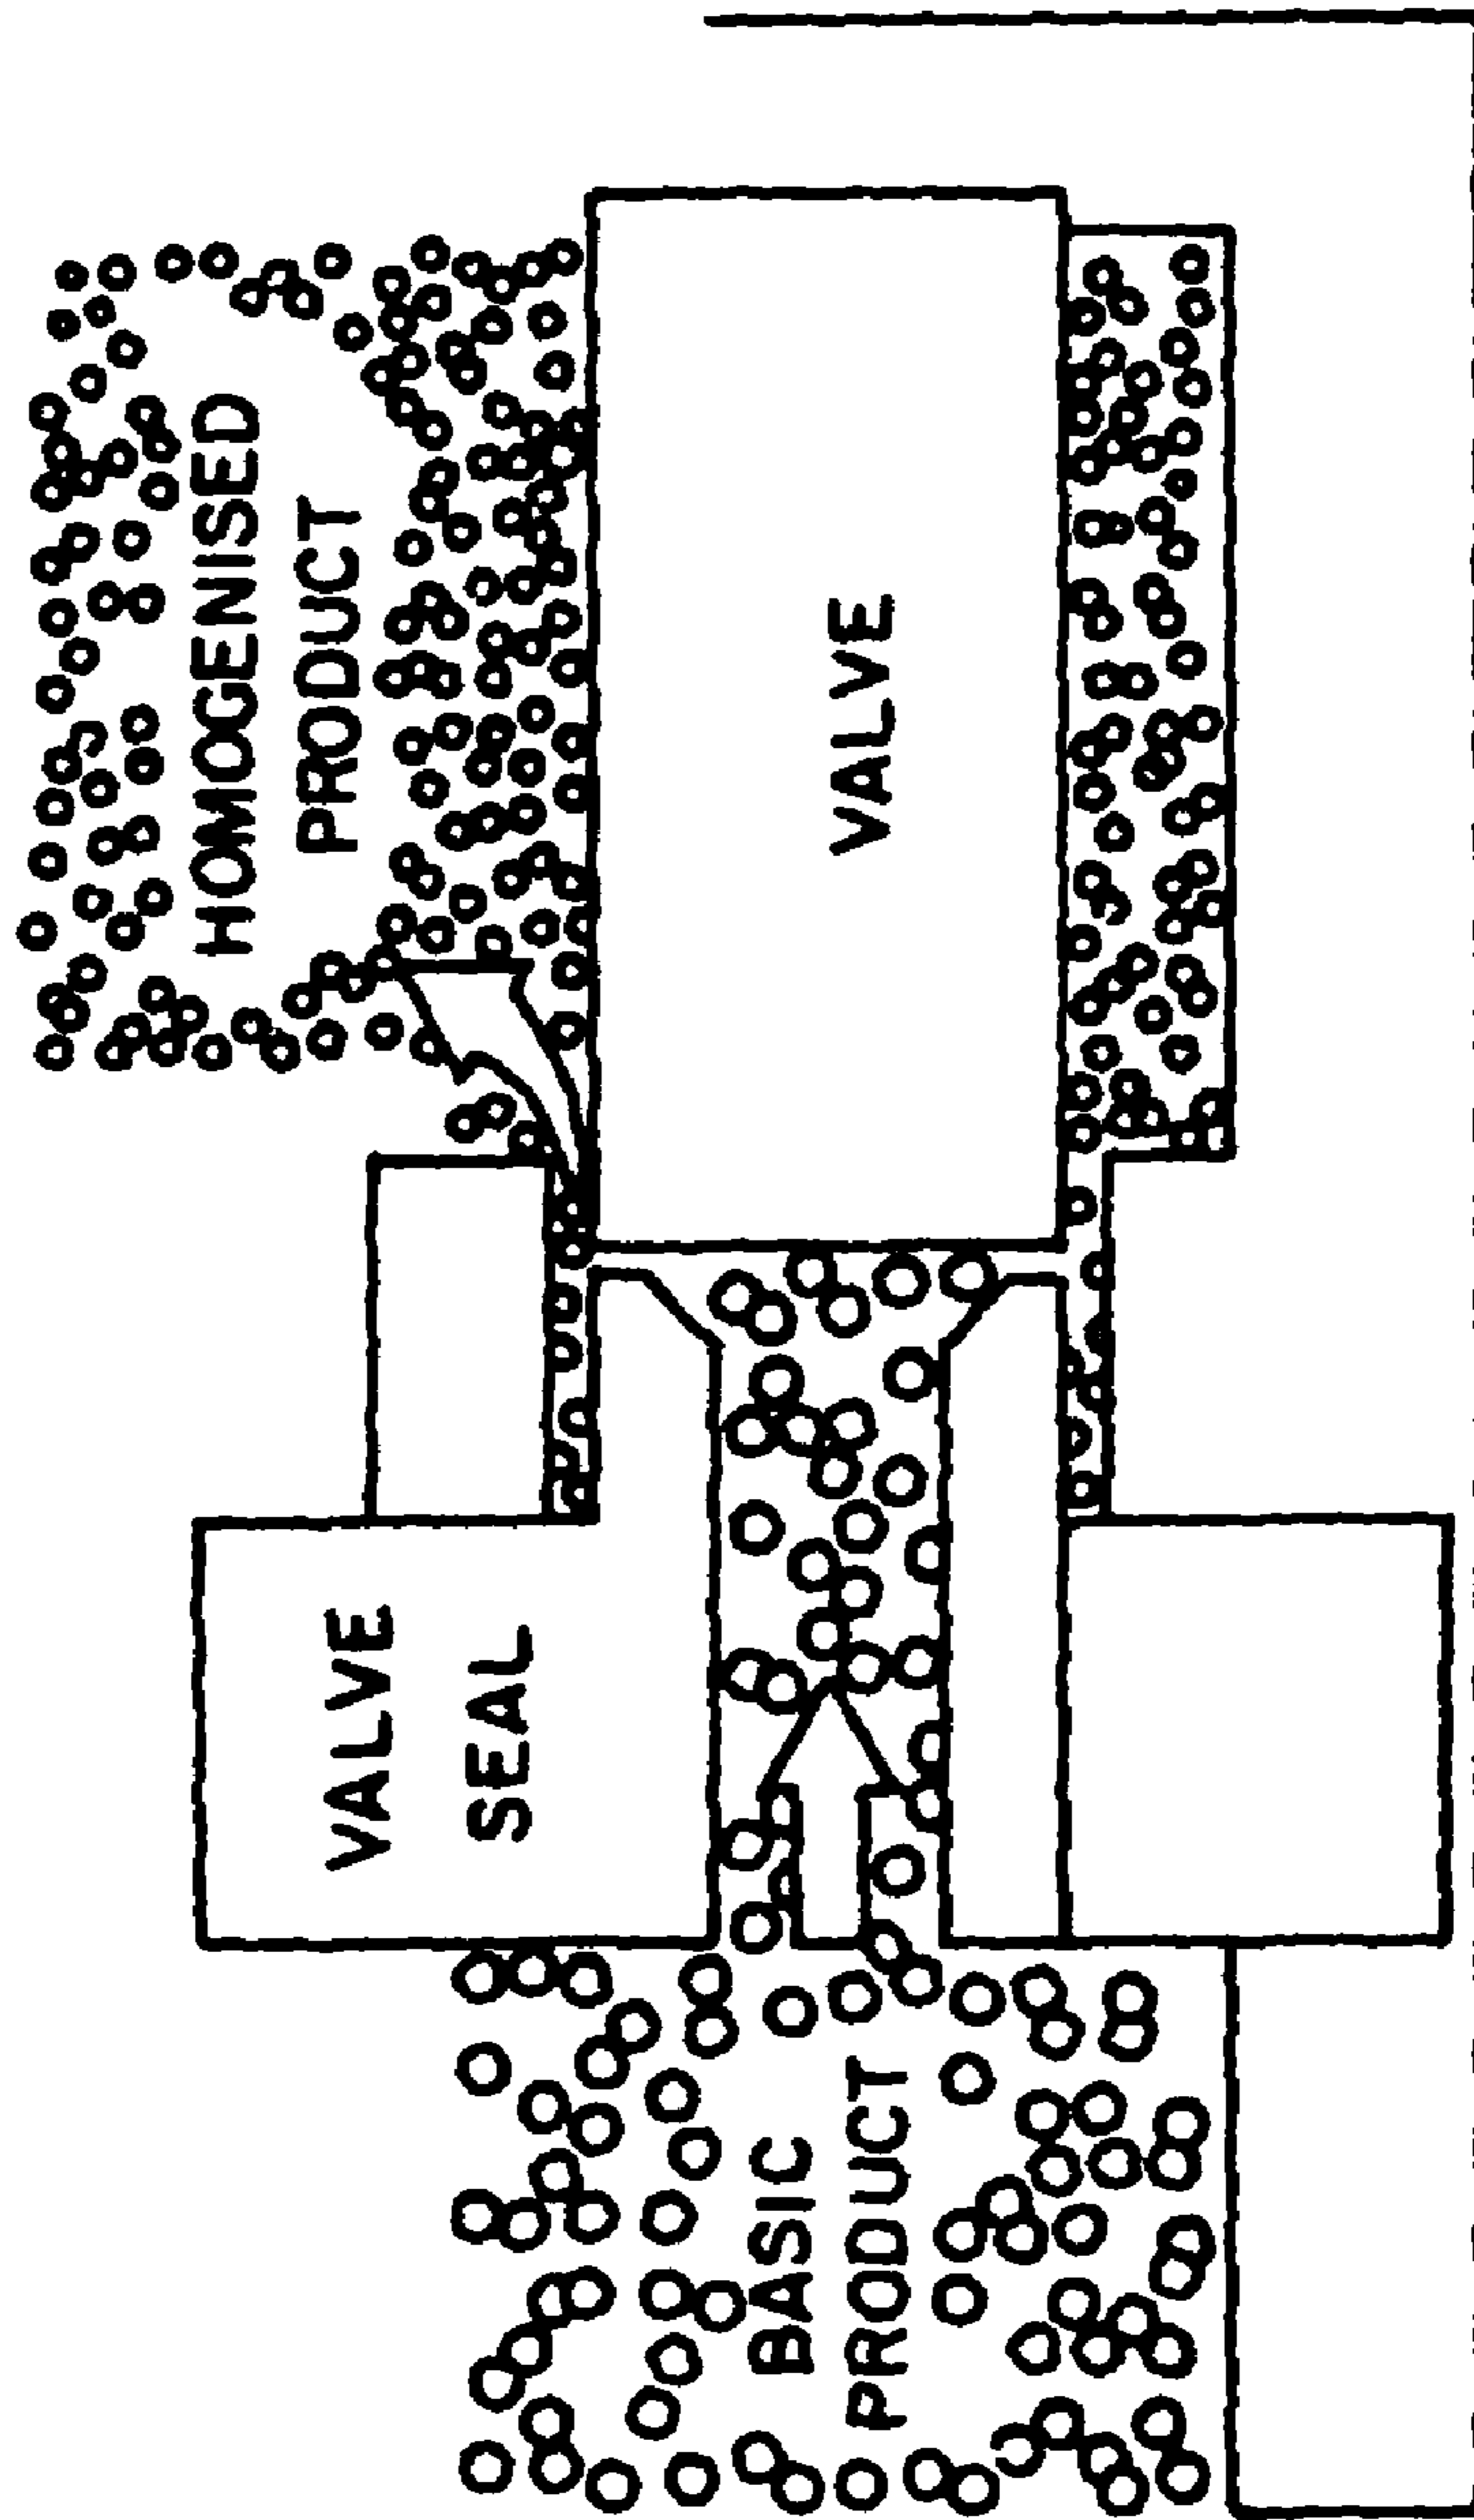 HOMOGENISED
PRODUCT
VALVE
VALVE
SEAL
BASIC
PRODUCT